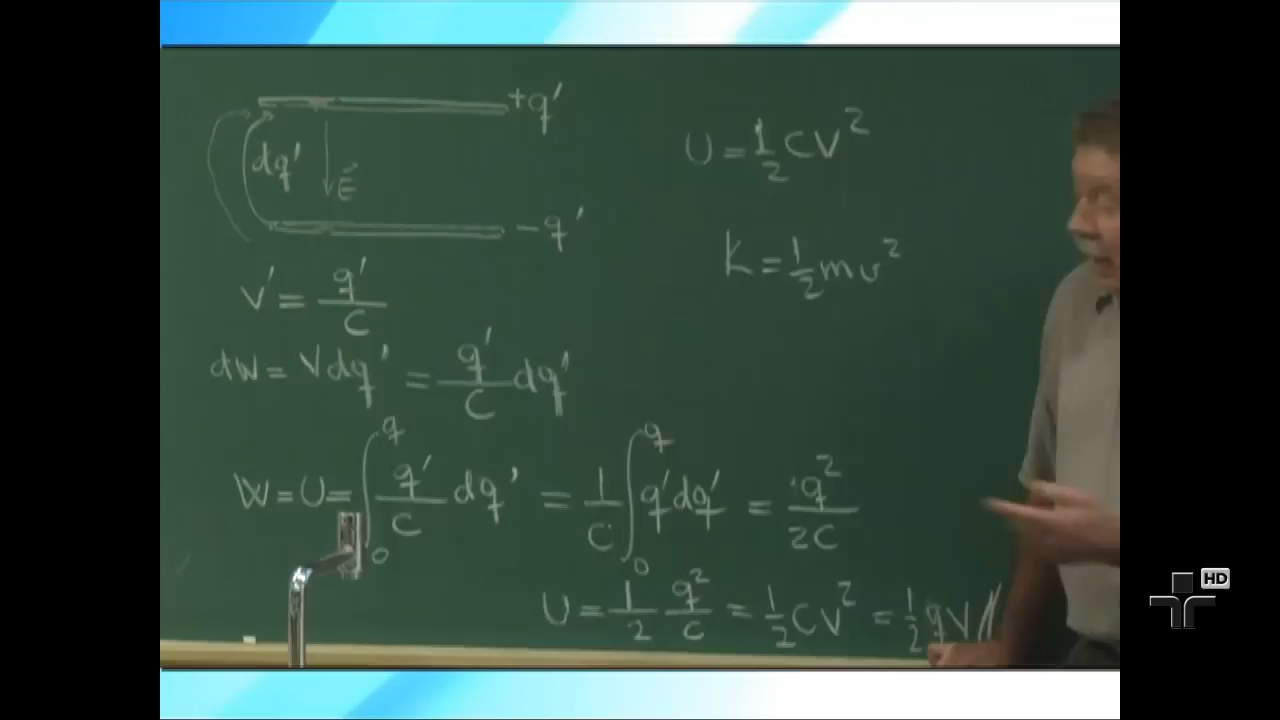 +q'
dq'
E⃗
-q'
V' = q'/C
dW = V dq' = q'/C dq'
W = U = ∫₀^q q'/C dq' = 1/C ∫₀^q q' dq' = q²/2C
U = 1/2 q²/C = 1/2 CV² = 1/2 qV //
U = 1/2 CV²
K = 1/2 mv²
HD